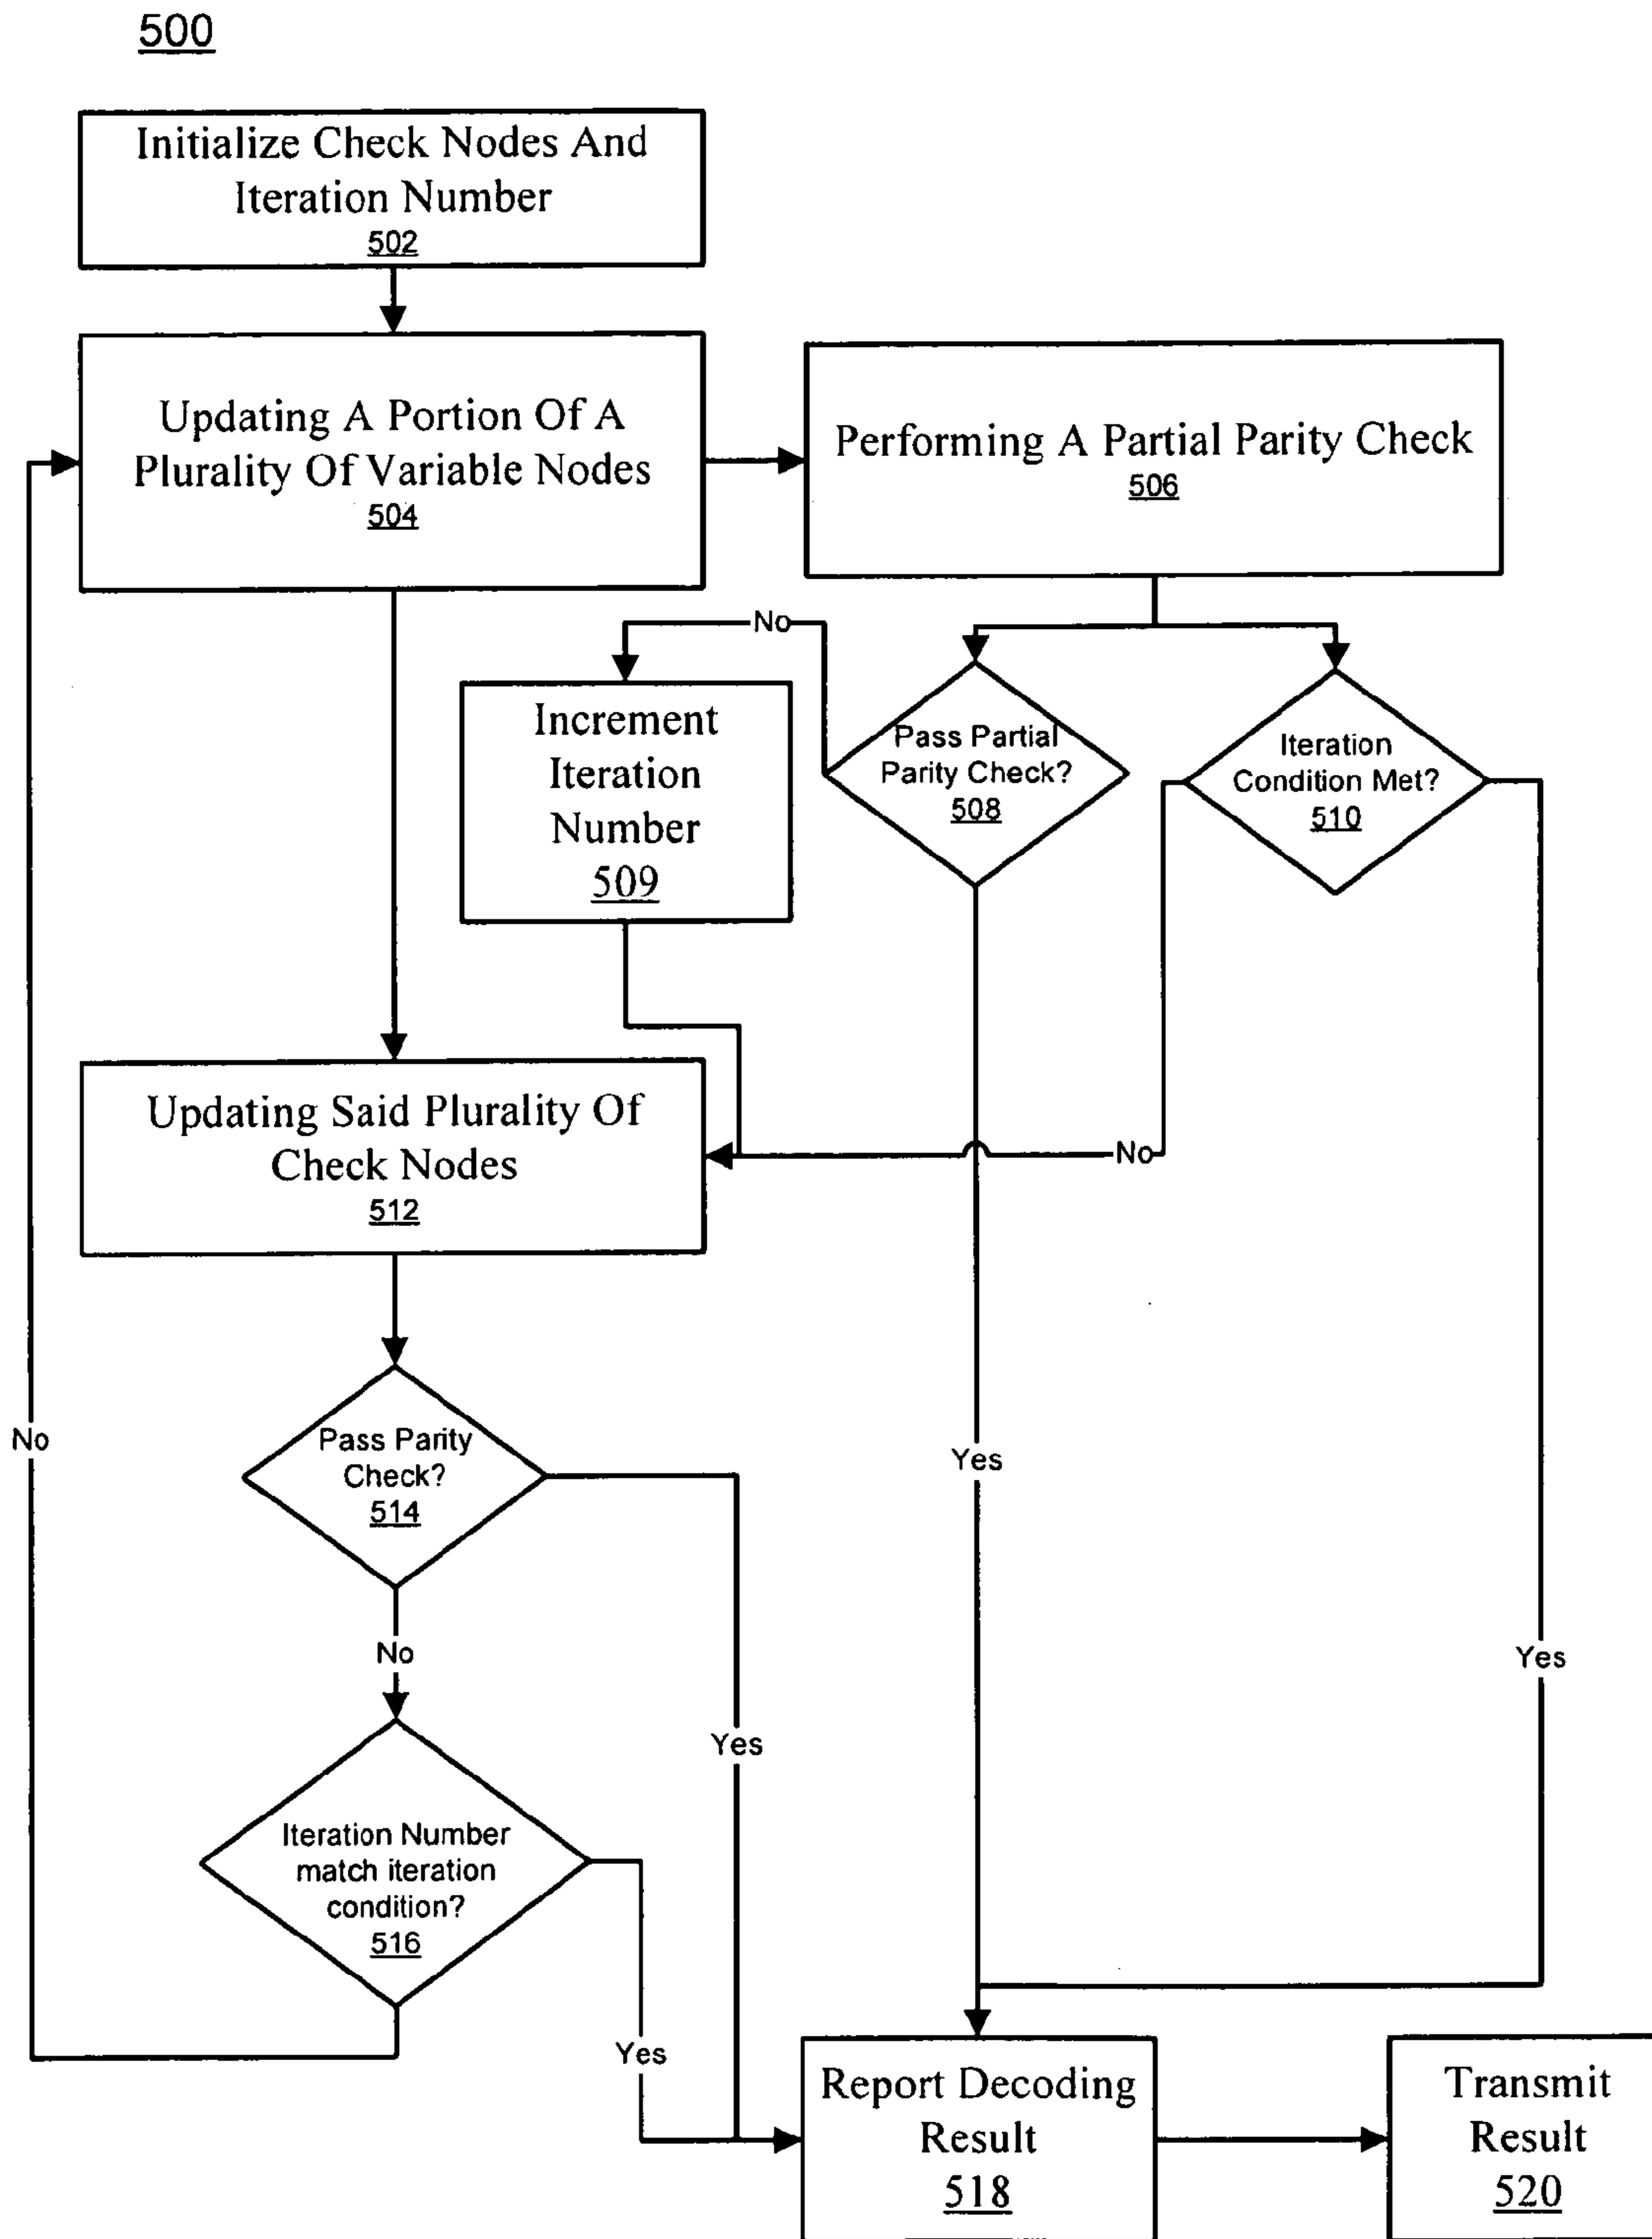 500
Initialize Check Nodes And
Iteration Number
502
Updating A Portion Of A
Plurality Of Variable Nodes
504
Performing A Partial Parity Check
506
No
Increment
Iteration
Number
509
Pass Partial
Parity Check?
508
Iteration
Condition Met?
510
Updating Said Plurality Of
Check Nodes
512
No
Pass Parity
Check?
514
No
Yes
No
Yes
Yes
Iteration Number
match iteration
condition?
516
Yes
Report Decoding
Result
518
Transmit
Result
520